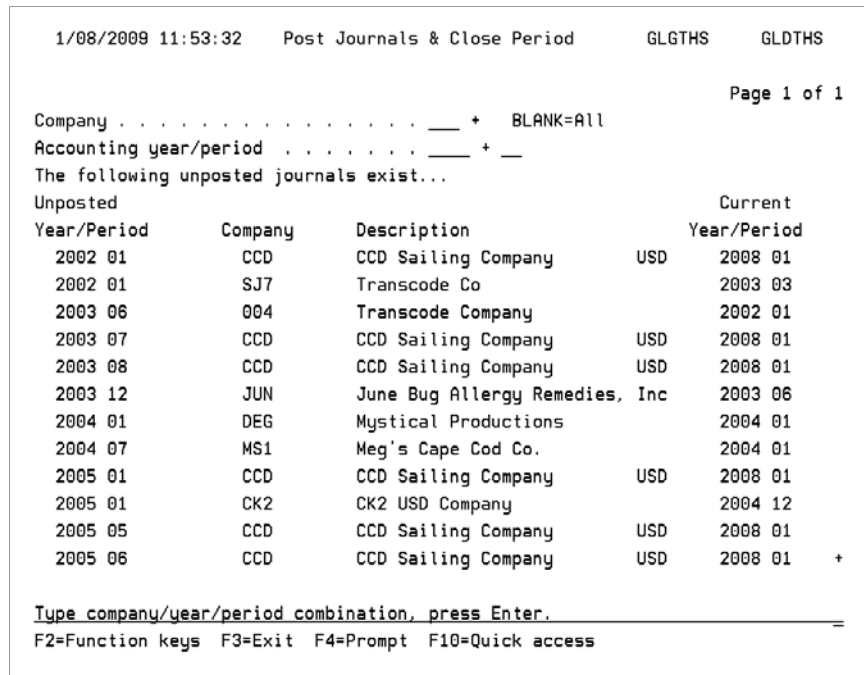 1/08/2009 11:53:32 Post Journals & Close Period GLGTHS GLDTHS
Page 1 of 1
Company . . . . . . . . . . . . . . . . ___ + BLANK=All
Accounting year/period . . . . . . . ____ + __
The following unposted journals exist...
Unposted Current
Year/Period Company Description Year/Period
2002 01 CCD CCD Sailing Company USD 2008 01
2002 01 SJ7 Transcode Co 2003 03
2003 06 004 Transcode Company 2002 01
2003 07 CCD CCD Sailing Company USD 2008 01
2003 08 CCD CCD Sailing Company USD 2008 01
2003 12 JUN June Bug Allergy Remedies, Inc 2003 06
2004 01 DEG Mystical Productions 2004 01
2004 07 MS1 Meg's Cape Cod Co. 2004 01
2005 01 CCD CCD Sailing Company USD 2008 01
2005 01 CK2 CK2 USD Company 2004 12
2005 05 CCD CCD Sailing Company USD 2008 01
2005 06 CCD CCD Sailing Company USD 2008 01 +
Type company/year/period combination, press Enter.
F2=Function keys F3=Exit F4=Prompt F10=Quick access